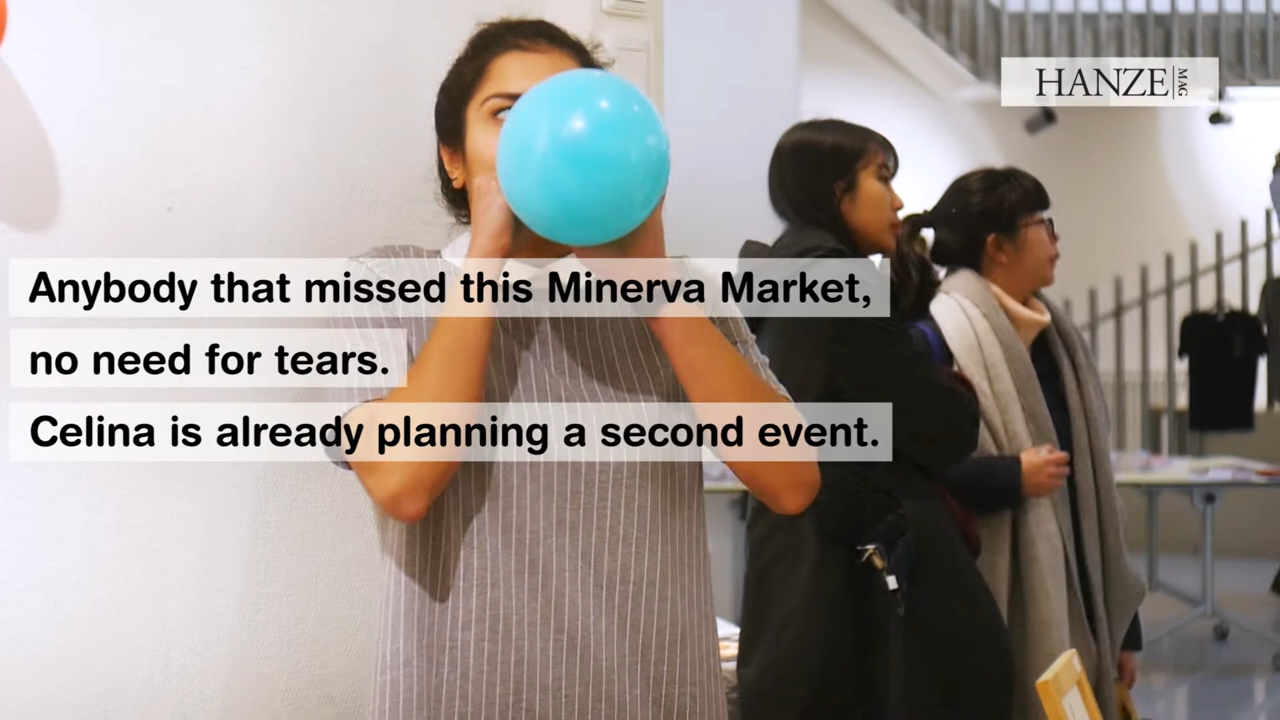 HANZE MAG
Anybody that missed this Minerva Market,
no need for tears.
Celina is already planning a second event.